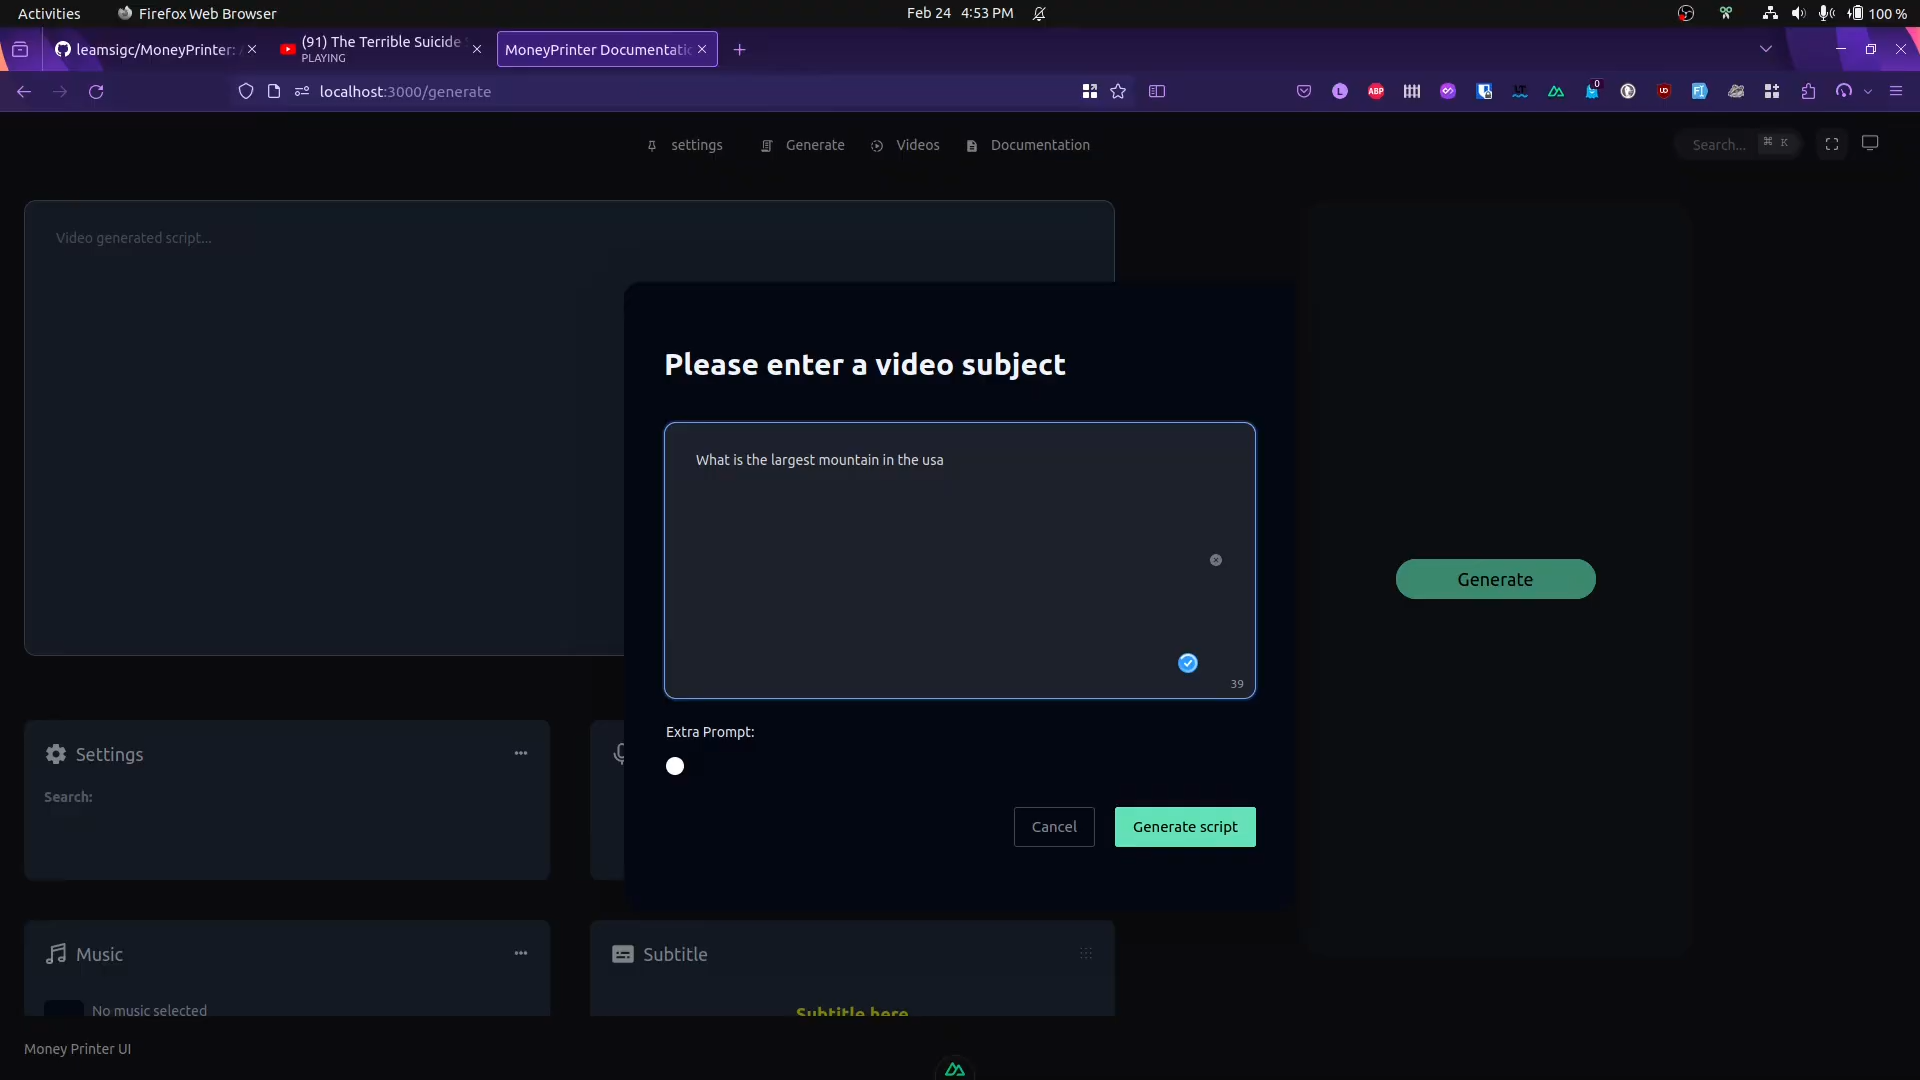 Activities
Firefox Web Browser
Feb 24 4:53 PM
100 %
leamsigc/MoneyPrinter:
(91) The Terrible Suicide
PLAYING
MoneyPrinter Documentatio
localhost:3000/generate
L
ABP
0
settings
Generate
Videos
Documentation
Search...
⌘ K
Video generated script...
Please enter a video subject
What is the largest mountain in the usa
39
Extra Prompt:
Cancel
Generate script
Generate
Settings
Search:
Music
No music selected
Subtitle
Subtitle here
Money Printer UI